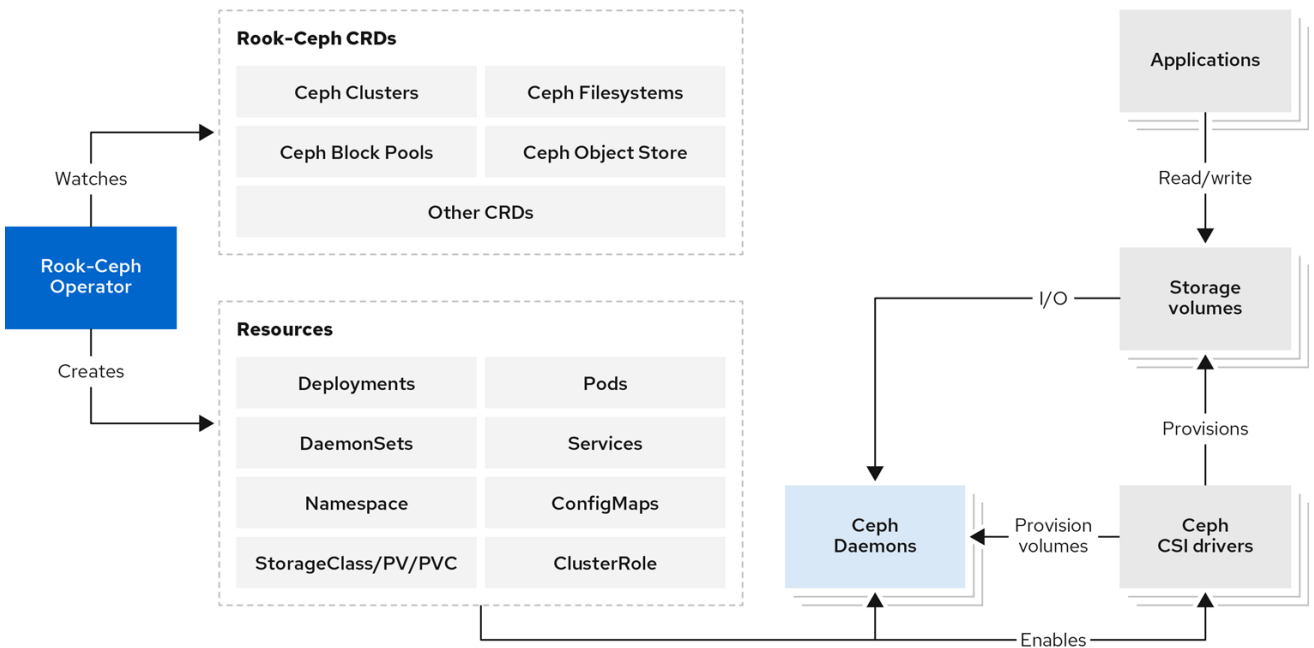 Rook-Ceph CRDs
Ceph Clusters
Ceph Filesystems
Ceph Block Pools
Ceph Object Store
Other CRDs
Watches
Rook-Ceph
Operator
Creates
Resources
Deployments
Pods
DaemonSets
Services
Namespace
ConfigMaps
StorageClass/PV/PVC
ClusterRole
Applications
Read/write
Storage
volumes
I/O
Provisions
Ceph
Daemons
Provision
volumes
Ceph
CSI drivers
Enables